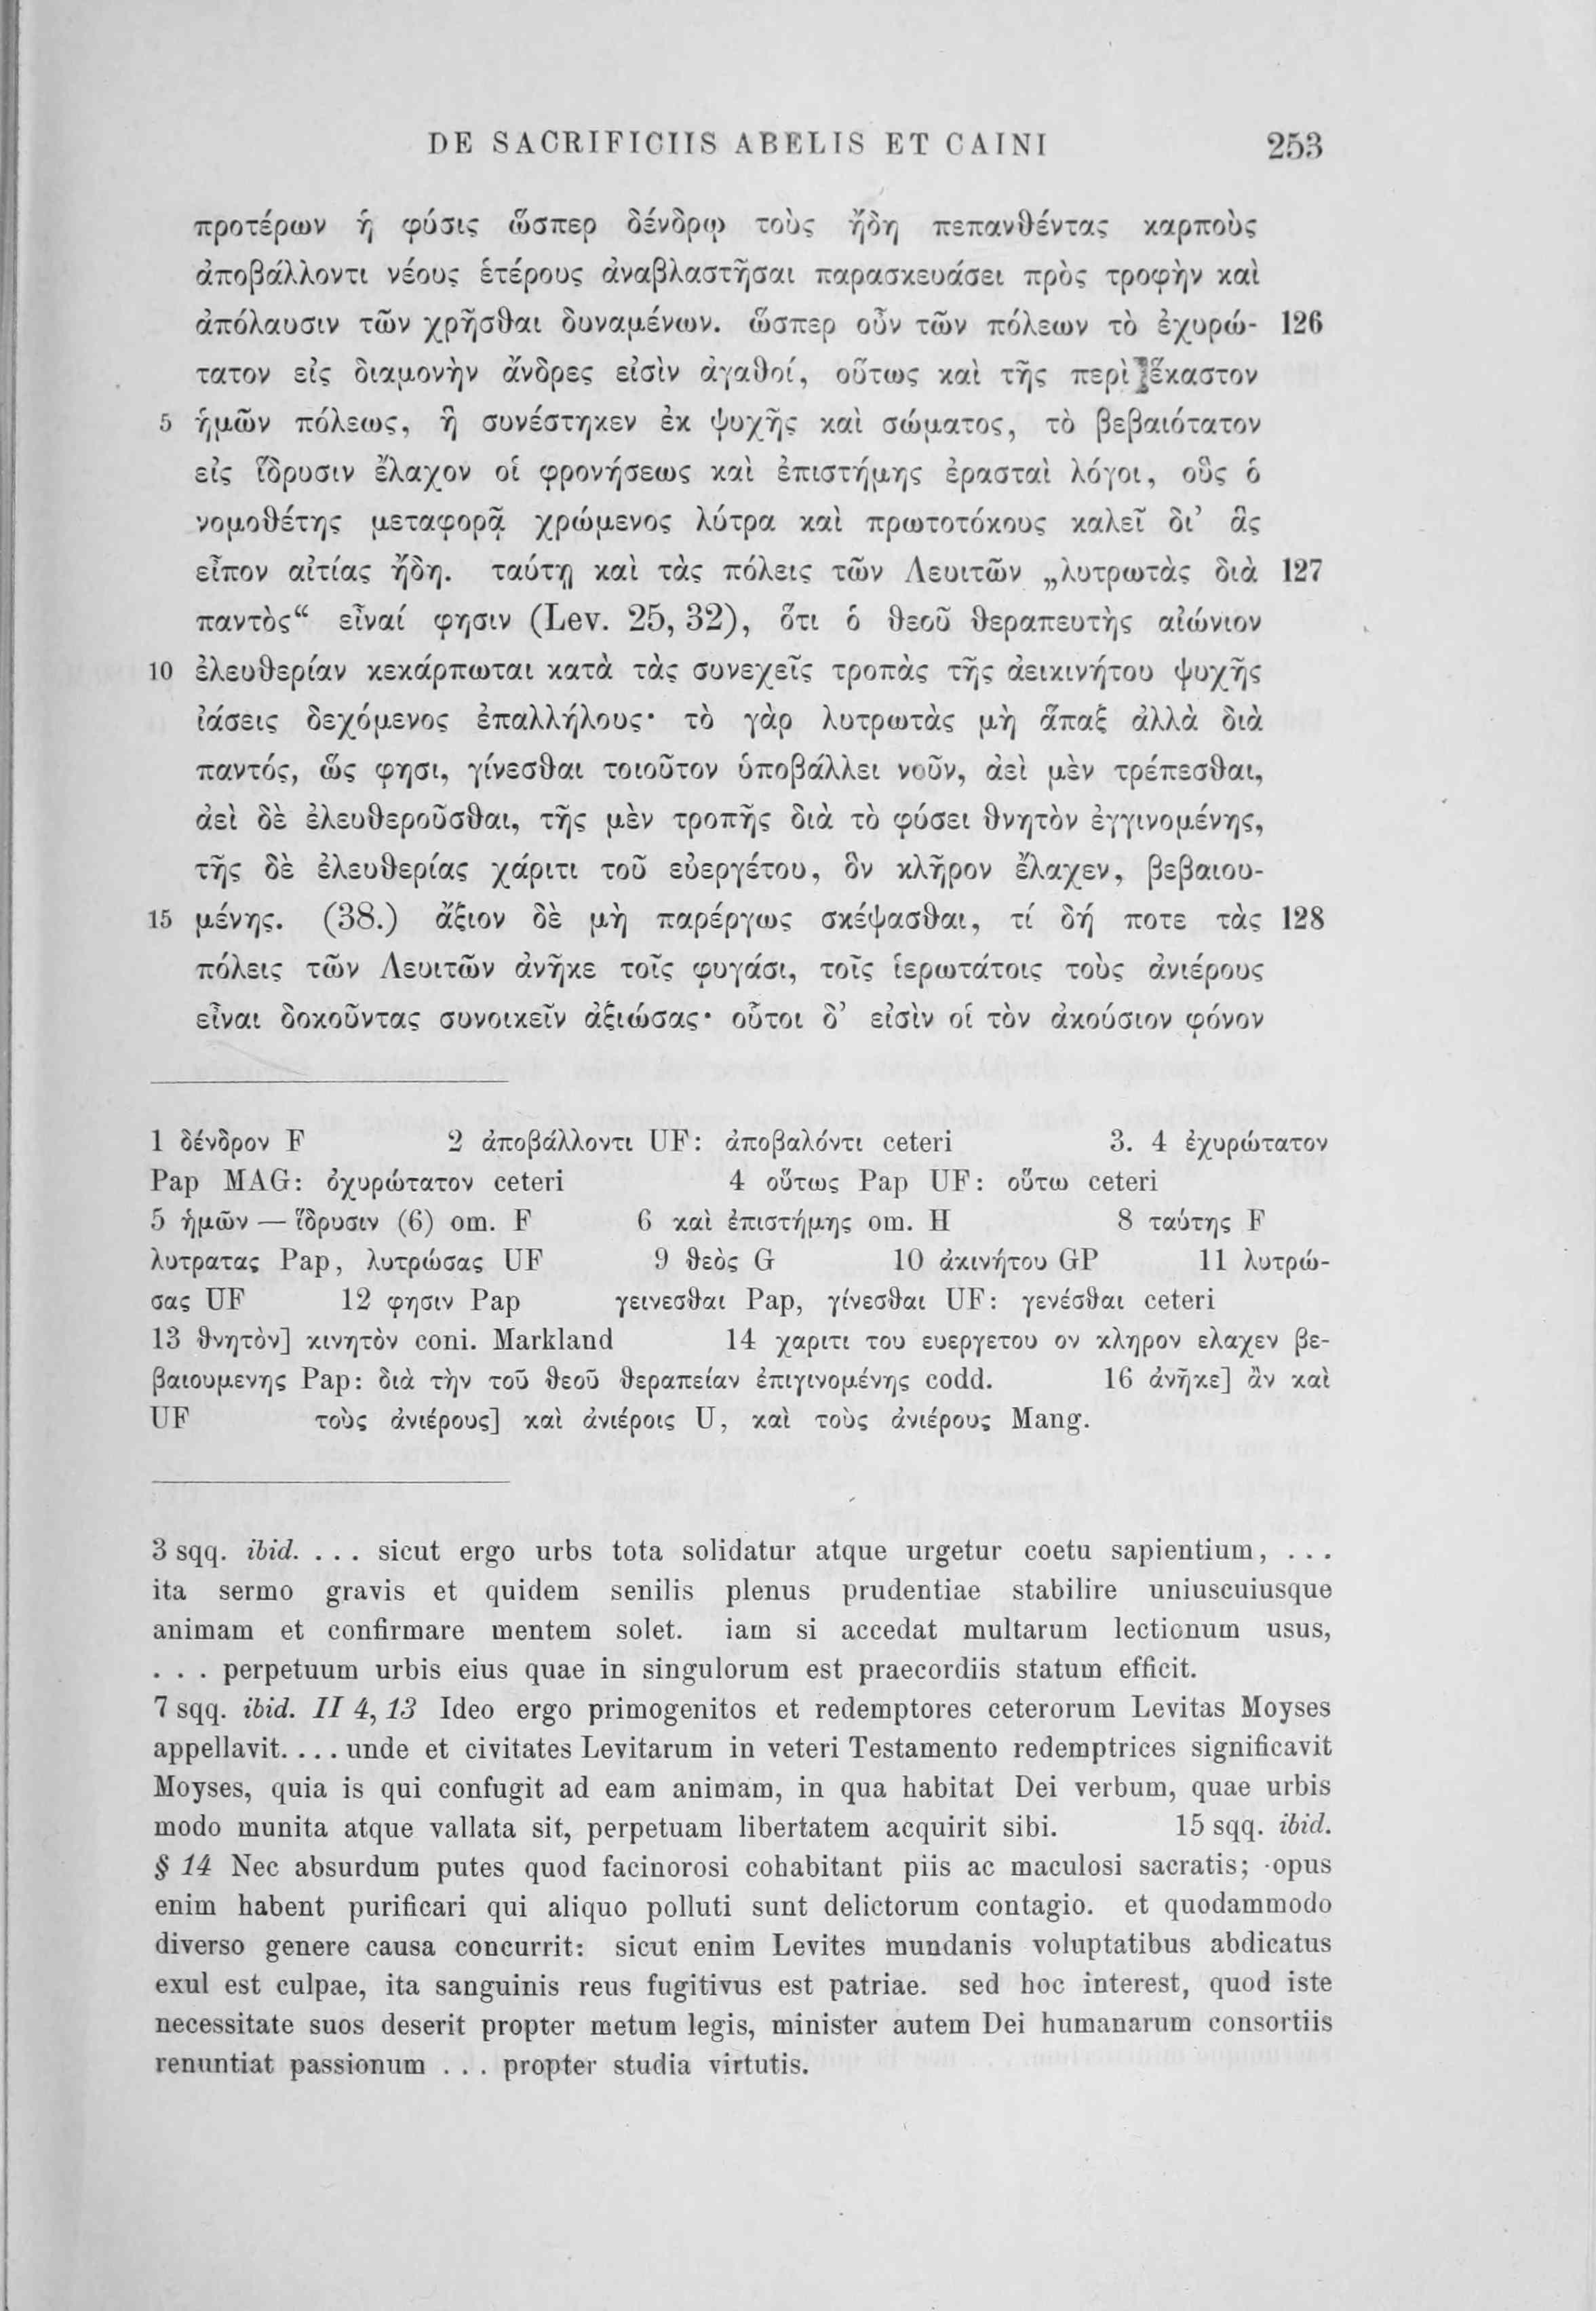 DE SACRIFICIIS ABELIS ET CAINI 253
προτέρων ἡ φύσις ὥσπερ δένδρῳ τοὺς ἤδη πεπανθέντας καρποὺς
ἀποβάλλοντι νέους ἑτέρους ἀναβλαστῆσαι παρασκευάσει πρὸς τροφὴν καὶ
ἀπόλαυσιν τῶν χρῆσθαι δυναμένων. ὥσπερ οὖν τῶν πόλεων τὸ ἐχυρώ- 126
τατον εἰς διαμονὴν ἄνδρες εἰσὶν ἀγαθοί, οὕτως καὶ τῆς περὶ ἕκαστον
5 ἡμῶν πόλεως, ἣ συνέστηκεν ἐκ ψυχῆς καὶ σώματος, τὸ βεβαιότατον
εἰς ἵδρυσιν ἔλαχον οἱ φρονήσεως καὶ ἐπιστήμης ἐρασταὶ λόγοι, οὓς ὁ
νομοθέτης μεταφορᾷ χρώμενος λύτρα καὶ πρωτοτόκους καλεῖ δι’ ἃς
εἶπον αἰτίας ἤδη. ταύτῃ καὶ τὰς πόλεις τῶν Λευιτῶν „λυτρωτὰς διὰ 127
παντὸς“ εἶναί φησιν (Lev. 25, 32), ὅτι ὁ θεοῦ θεραπευτὴς αἰώνιον
10 ἐλευθερίαν κεκάρπωται κατὰ τὰς συνεχεῖς τροπὰς τῆς ἀεικινήτου ψυχῆς
ἰάσεις δεχόμενος ἐπαλλήλους· τὸ γὰρ λυτρωτὰς μὴ ἅπαξ ἀλλὰ διὰ
παντός, ὥς φησι, γίνεσθαι τοιοῦτον ὑποβάλλει νοῦν, ἀεὶ μὲν τρέπεσθαι,
ἀεὶ δὲ ἐλευθεροῦσθαι, τῆς μὲν τροπῆς διὰ τὸ φύσει θνητὸν ἐγγινομένης,
τῆς δὲ ἐλευθερίας χάριτι τοῦ εὐεργέτου, ὃν κλῆρον ἔλαχεν, βεβαιου-
15 μένης. (38.) ἄξιον δὲ μὴ παρέργως σκέψασθαι, τί δή ποτε τὰς 128
πόλεις τῶν Λευιτῶν ἀνῆκε τοῖς φυγάσι, τοῖς ἱερωτάτοις τοὺς ἀνιέρους
εἶναι δοκοῦντας συνοικεῖν ἀξιώσας· οὗτοι δ’ εἰσὶν οἱ τὸν ἀκούσιον φόνον
1 δένδρον F 2 ἀποβάλλοντι UF: ἀποβαλόντι ceteri 3. 4 ἐχυρώτατον
Pap MAG: ὀχυρώτατον ceteri 4 οὕτως Pap UF: οὕτω ceteri
5 ἡμῶν — ἵδρυσιν (6) om. F 6 καὶ ἐπιστήμης om. H 8 ταύτης F
λυτρατας Pap, λυτρώσας UF 9 θεὸς G 10 ἀκινήτου GP 11 λυτρώ-
σας UF 12 φησιν Pap γεινεσθαι Pap, γίνεσθαι UF: γενέσθαι ceteri
13 θνητὸν] κινητὸν coni. Markland 14 χαριτι του ευεργετου ον κληρον ελαχεν βε-
βαιουμενης Pap: διὰ τὴν τοῦ θεοῦ θεραπείαν ἐπιγινομένης codd. 16 ἀνῆκε] ἂν καὶ
UF τοὺς ἀνιέρους] καὶ ἀνιέροις U, καὶ τοὺς ἀνιέρους Mang.
3 sqq. ibid. . . . sicut ergo urbs tota solidatur atque urgetur coetu sapientium, . . .
ita sermo gravis et quidem senilis plenus prudentiae stabilire uniuscuiusque
animam et confirmare mentem solet. iam si accedat multarum lectionum usus,
. . . perpetuum urbis eius quae in singulorum est praecordiis statum efficit.
7 sqq. ibid. II 4, 13 Ideo ergo primogenitos et redemptores ceterorum Levitas Moyses
appellavit. . . . unde et civitates Levitarum in veteri Testamento redemptrices significavit
Moyses, quia is qui confugit ad eam animam, in qua habitat Dei verbum, quae urbis
modo munita atque vallata sit, perpetuam libertatem acquirit sibi. 15 sqq. ibid.
§ 14 Nec absurdum putes quod facinorosi cohabitant piis ac maculosi sacratis; opus
enim habent purificari qui aliquo polluti sunt delictorum contagio. et quodammodo
diverso genere causa concurrit: sicut enim Levites mundanis voluptatibus abdicatus
exul est culpae, ita sanguinis reus fugitivus est patriae. sed hoc interest, quod iste
necessitate suos deserit propter metum legis, minister autem Dei humanarum consortiis
renuntiat passionum . . . propter studia virtutis.